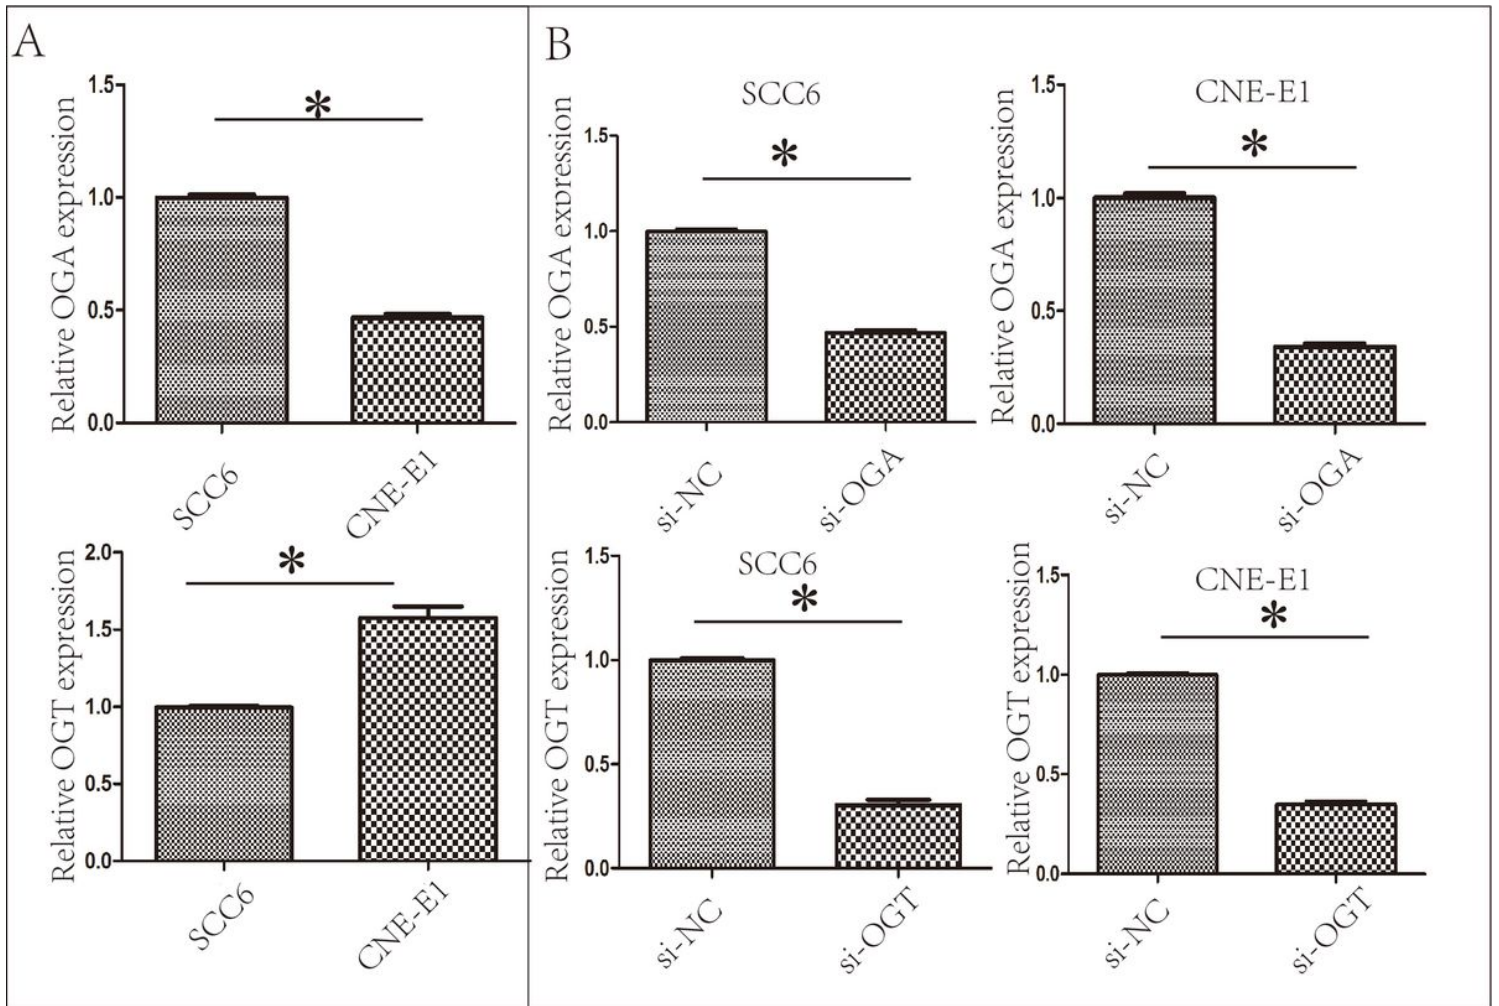 A
Relative OGA expression
1.5
1.0
0.5
0.0
*
SCC6
CNE-E1
Relative OGT expression
2.0
1.5
1.0
0.5
0.0
*
SCC6
CNE-E1
B
SCC6
Relative OGA expression
1.5
1.0
0.5
0.0
*
si-NC
si-OGA
CNE-E1
Relative OGA expression
1.5
1.0
0.5
0.0
*
si-NC
si-OGA
SCC6
Relative OGT expression
1.5
1.0
0.5
0.0
*
si-NC
si-OGT
CNE-E1
Relative OGT expression
1.5
1.0
0.5
0.0
*
si-NC
si-OGT